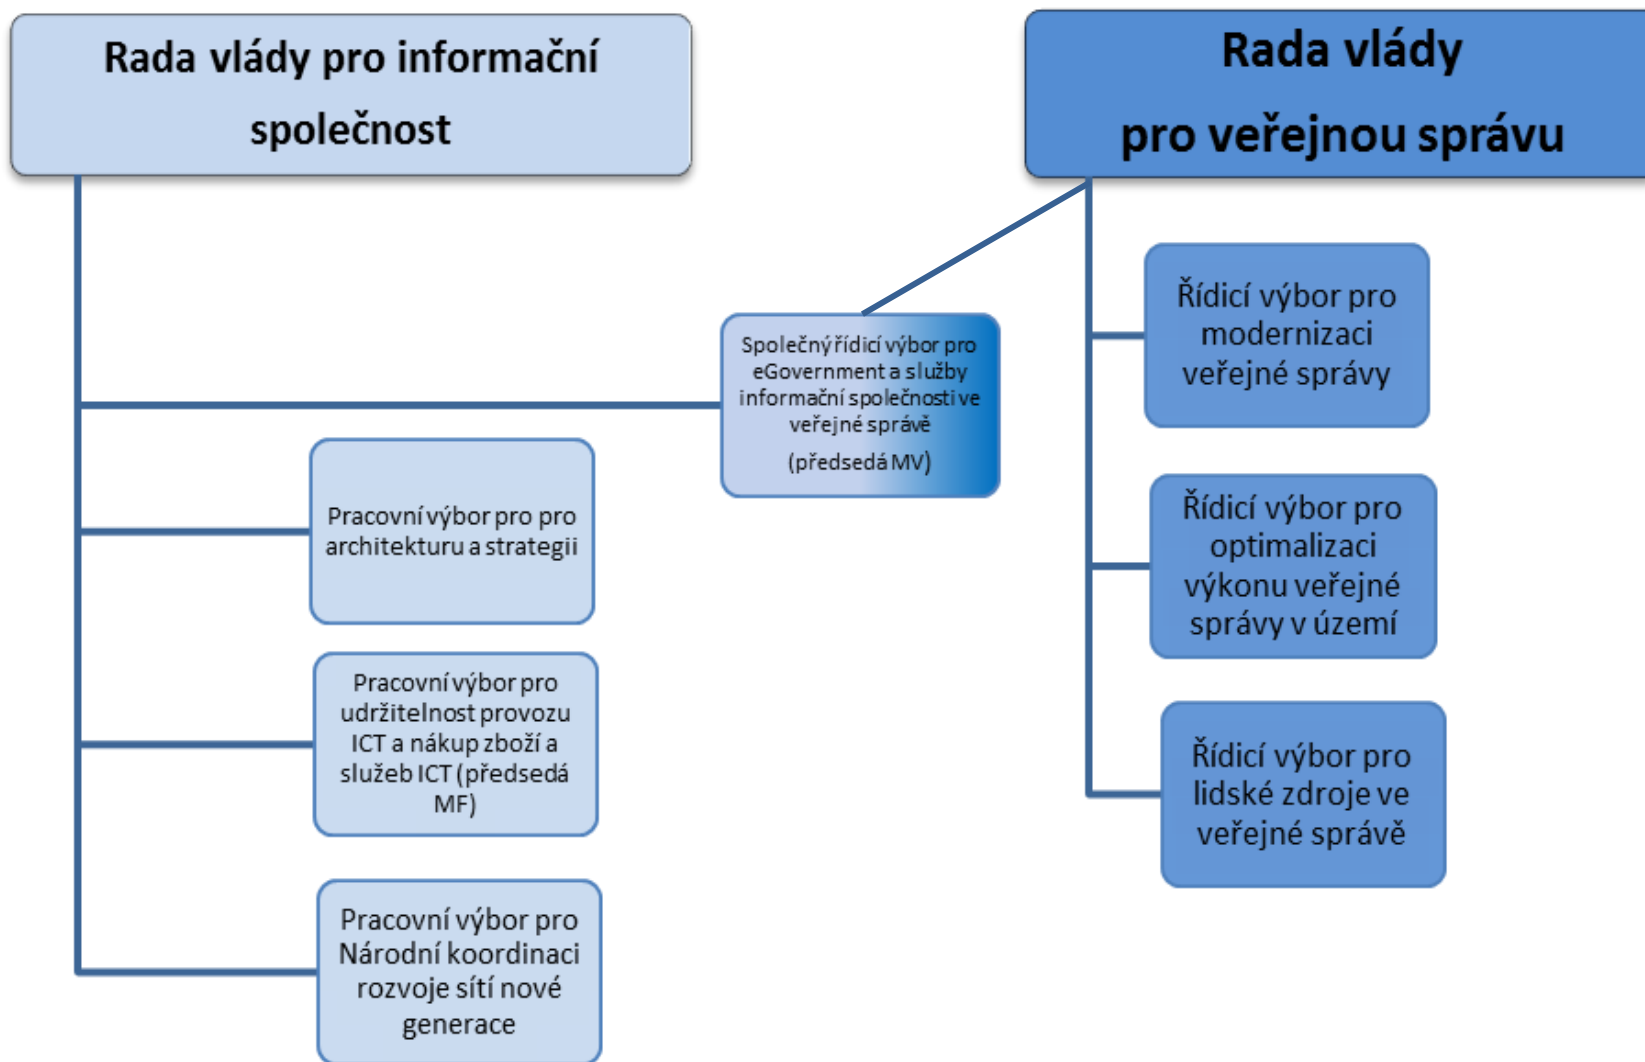 Rada vlády pro informační
společnost
Rada vlády
pro veřejnou správu
Společný řídicí výbor pro
eGovernment a služby
informační společnosti ve
veřejné správě
(předsedá MV)
Pracovní výbor pro pro
architekturu a strategii
Pracovní výbor pro
udržitelnost provozu
ICT a nákup zboží a
služeb ICT (předsedá
MF)
Pracovní výbor pro
Národní koordinaci
rozvoje sítí nové
generace
Řídicí výbor pro
modernizaci
veřejné správy
Řídicí výbor pro
optimalizaci
výkonu veřejné
správy v území
Řídicí výbor pro
lidské zdroje ve
veřejné správě